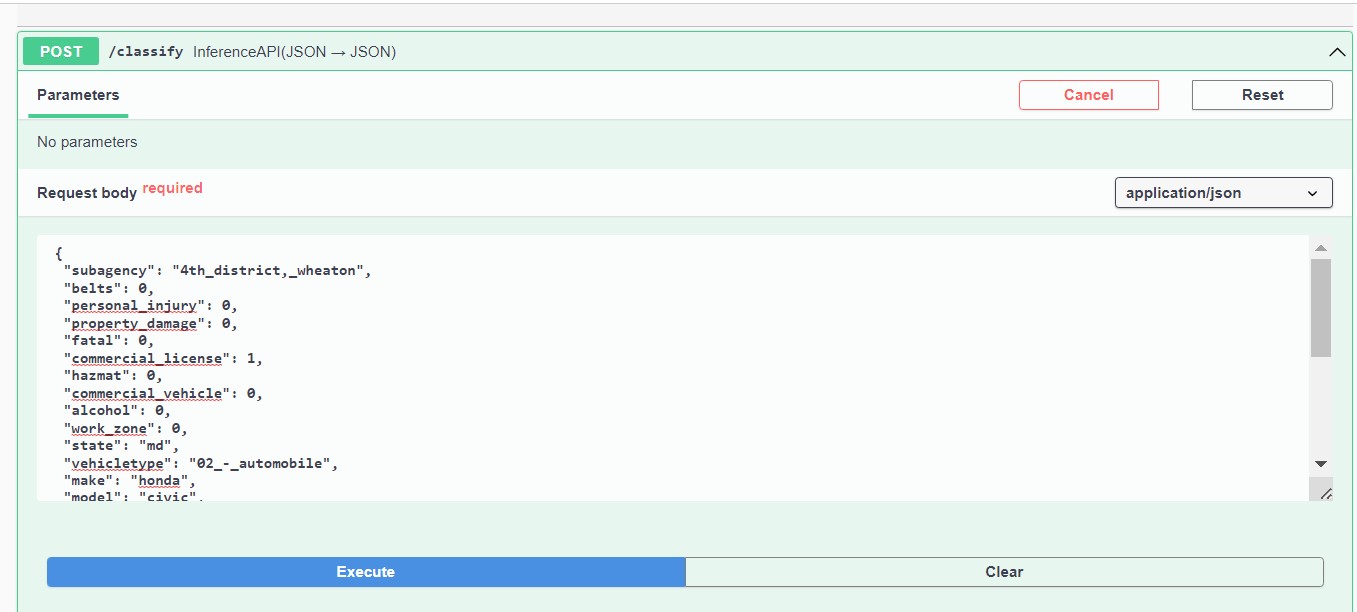 POST /classify InferenceAPI(JSON → JSON)
Parameters Cancel Reset
No parameters
Request body required application/json
{
"subagency": "4th_district,_wheaton",
"belts": 0,
"personal_injury": 0,
"property_damage": 0,
"fatal": 0,
"commercial_license": 1,
"hazmat": 0,
"commercial_vehicle": 0,
"alcohol": 0,
"work_zone": 0,
"state": "md",
"vehicletype": "02_-_automobile",
"make": "honda",
"model": "civic",
Execute Clear